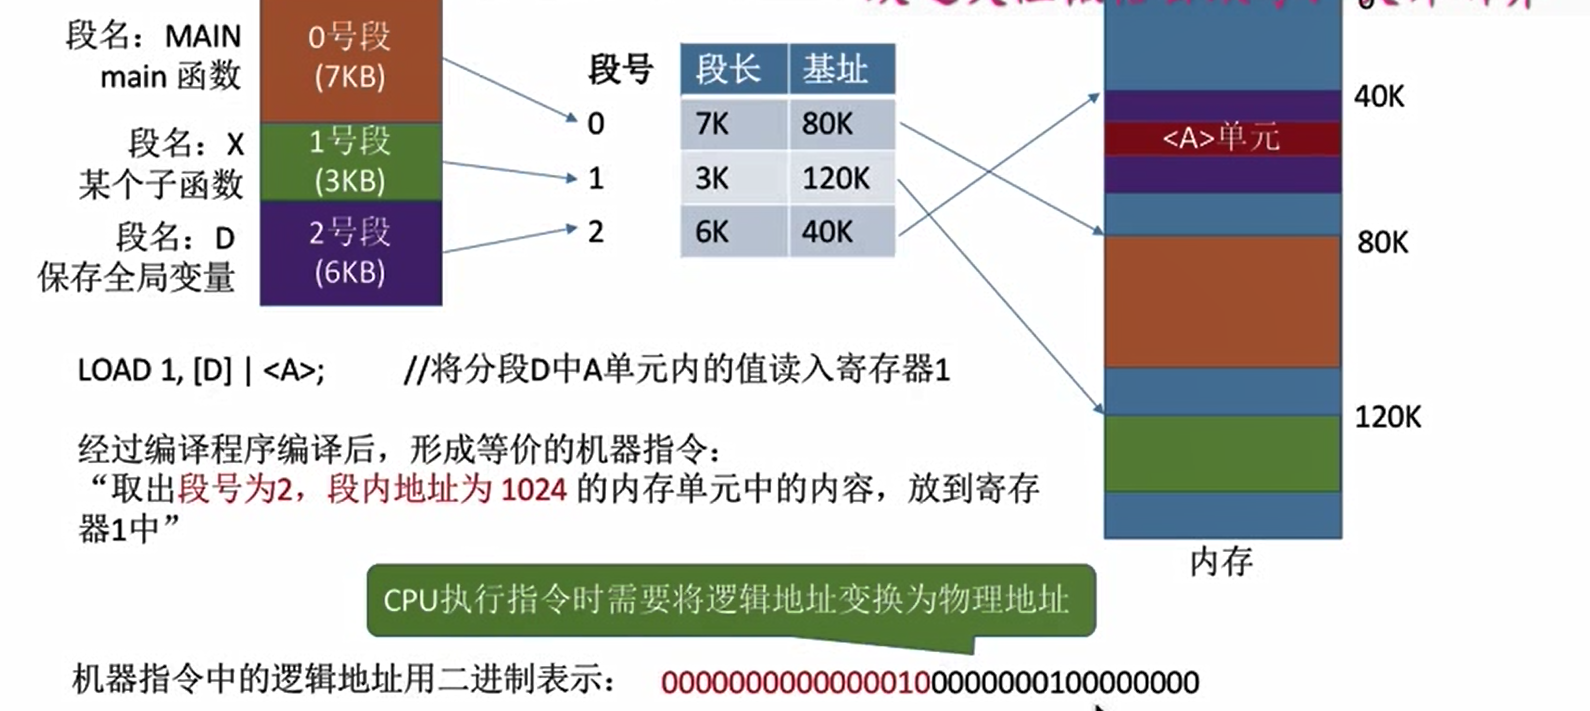 0
段名：MAIN
main 函数
0号段
(7KB)
段名：X
某个子函数
1号段
(3KB)
段名：D
保存全局变量
2号段
(6KB)
段号 段长 基址
0 7K 80K
1 3K 120K
2 6K 40K
40K
<A>单元
80K
120K
内存
LOAD 1, [D] | <A>; //将分段D中A单元内的值读入寄存器1
经过编译程序编译后，形成等价的机器指令：
“取出段号为2，段内地址为 1024 的内存单元中的内容，放到寄存
器1中”
CPU执行指令时需要将逻辑地址变换为物理地址
机器指令中的逻辑地址用二进制表示： 00000000000000100000000100000000